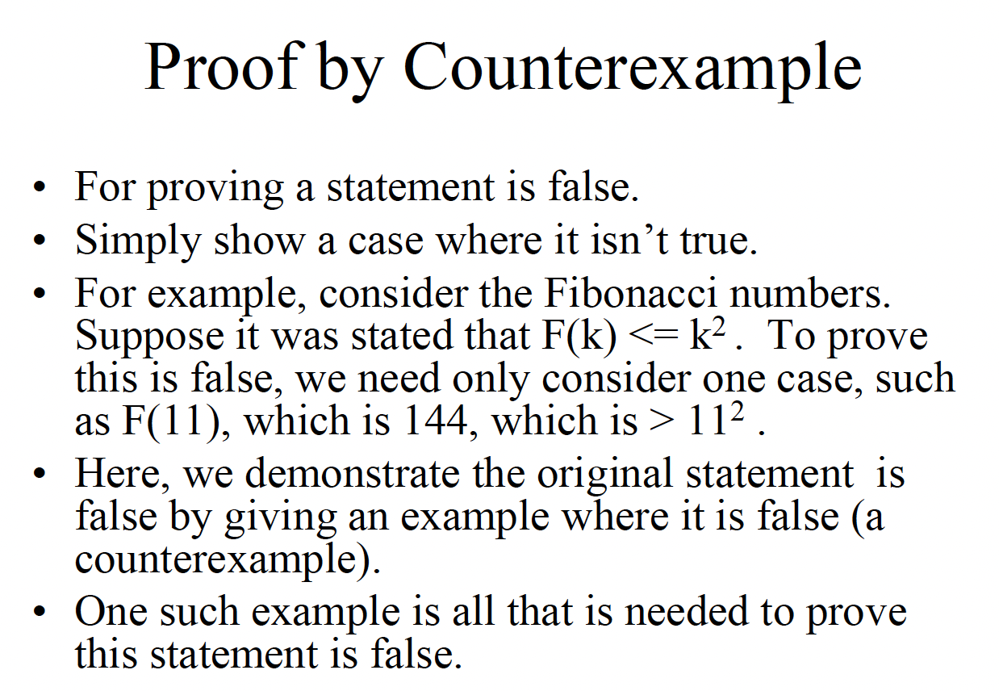 Proof by Counterexample
• For proving a statement is false.
• Simply show a case where it isn’t true.
• For example, consider the Fibonacci numbers.
Suppose it was stated that F(k) <= k² .  To prove
this is false, we need only consider one case, such
as F(11), which is 144, which is > 11² .
• Here, we demonstrate the original statement  is
false by giving an example where it is false (a
counterexample).
• One such example is all that is needed to prove
this statement is false.